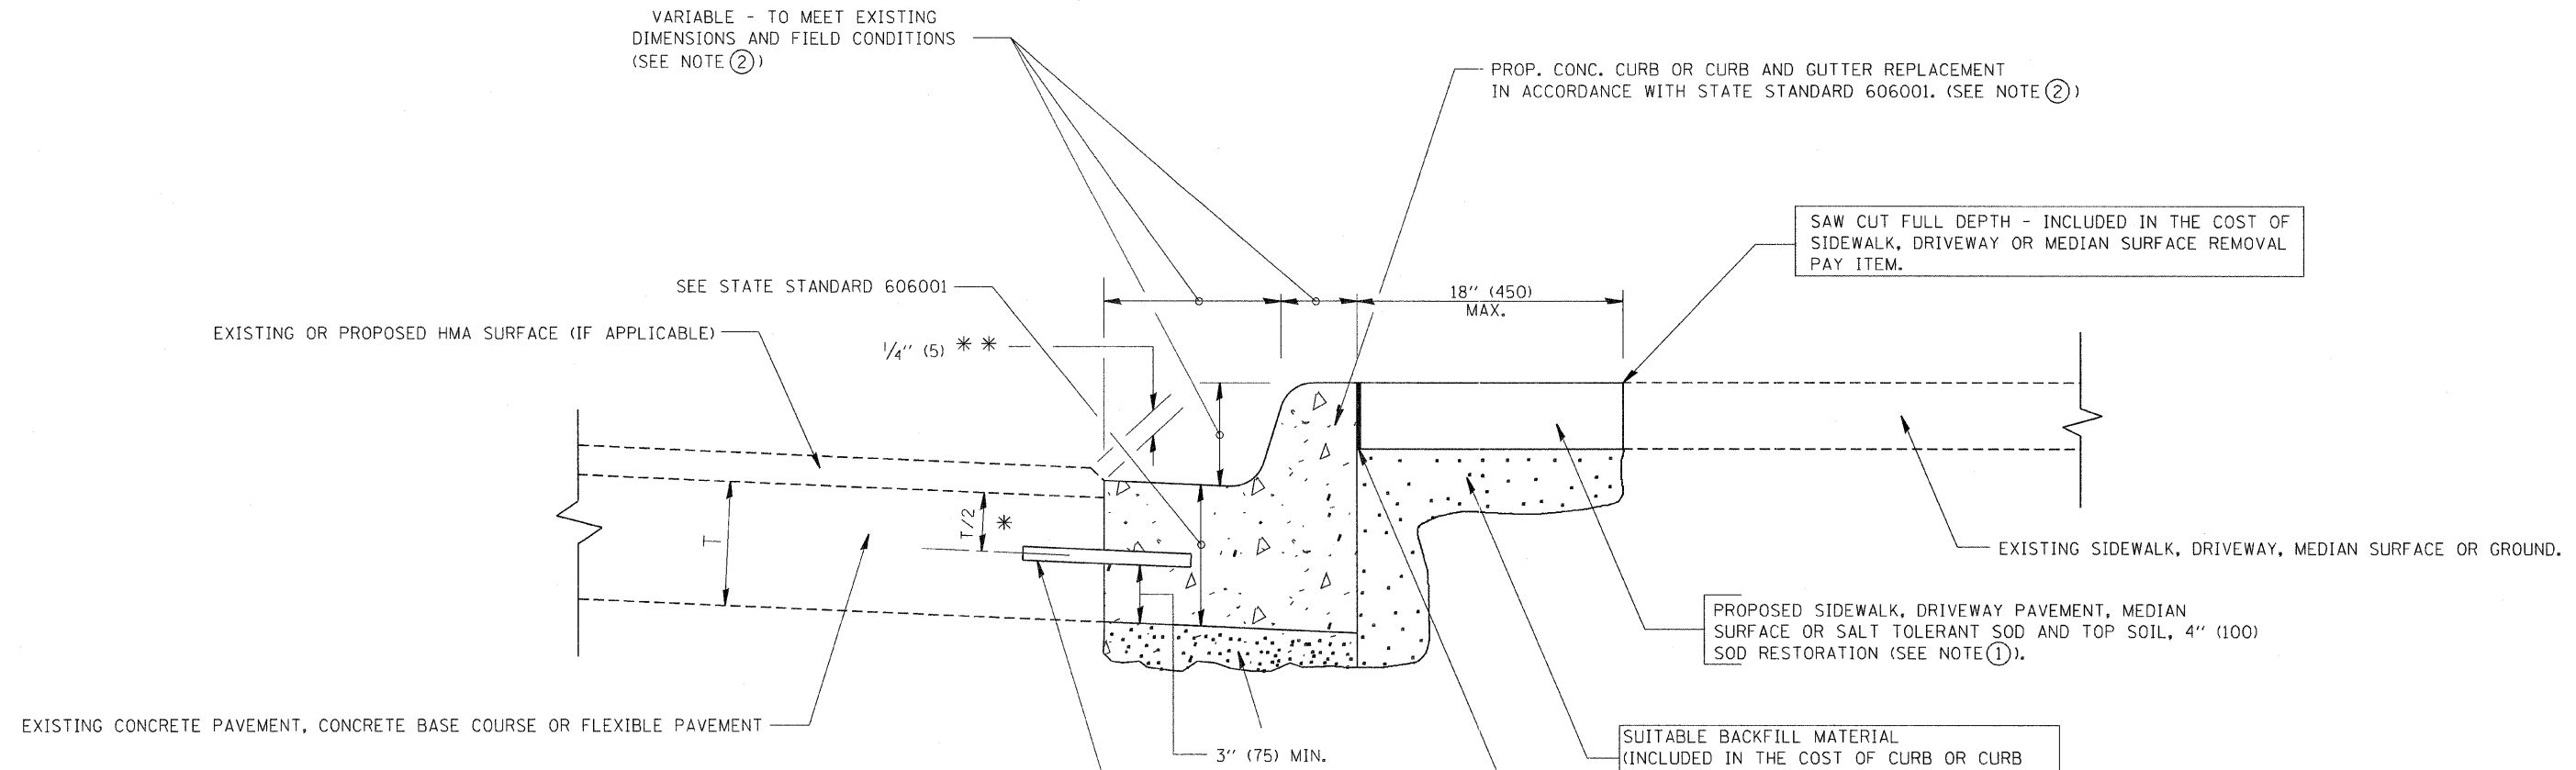 VARIABLE - TO MEET EXISTING
DIMENSIONS AND FIELD CONDITIONS
(SEE NOTE ②)
PROP. CONC. CURB OR CURB AND GUTTER REPLACEMENT
IN ACCORDANCE WITH STATE STANDARD 606001. (SEE NOTE ②)
SAW CUT FULL DEPTH - INCLUDED IN THE COST OF
SIDEWALK, DRIVEWAY OR MEDIAN SURFACE REMOVAL
PAY ITEM.
SEE STATE STANDARD 606001
18" (450)
MAX.
EXISTING OR PROPOSED HMA SURFACE (IF APPLICABLE)
1/4" (5) * *
T
T/2 *
EXISTING SIDEWALK, DRIVEWAY, MEDIAN SURFACE OR GROUND.
PROPOSED SIDEWALK, DRIVEWAY PAVEMENT, MEDIAN
SURFACE OR SALT TOLERANT SOD AND TOP SOIL, 4" (100)
SOD RESTORATION (SEE NOTE ①).
EXISTING CONCRETE PAVEMENT, CONCRETE BASE COURSE OR FLEXIBLE PAVEMENT
3" (75) MIN.
SUITABLE BACKFILL MATERIAL
(INCLUDED IN THE COST OF CURB OR CURB